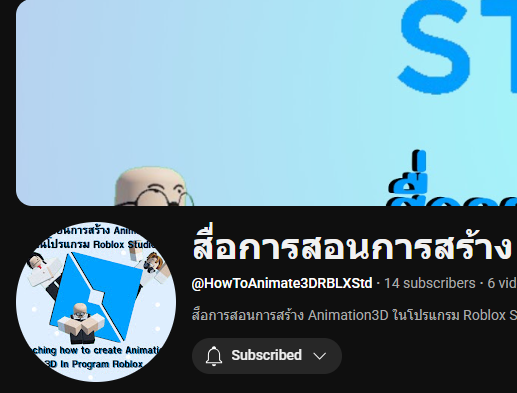 ST
สื่อการ
สื่อการสอนการสร้าง
@HowToAnimate3DRBLXStd · 14 subscribers · 6 vid
สื่อการสอนการสร้าง Animation3D ในโปรแกรม Roblox S
Subscribed
นการสร้าง Anim
ในโปรแกรม Roblox Studio
ching how to create Animati
3D In Program Roblox